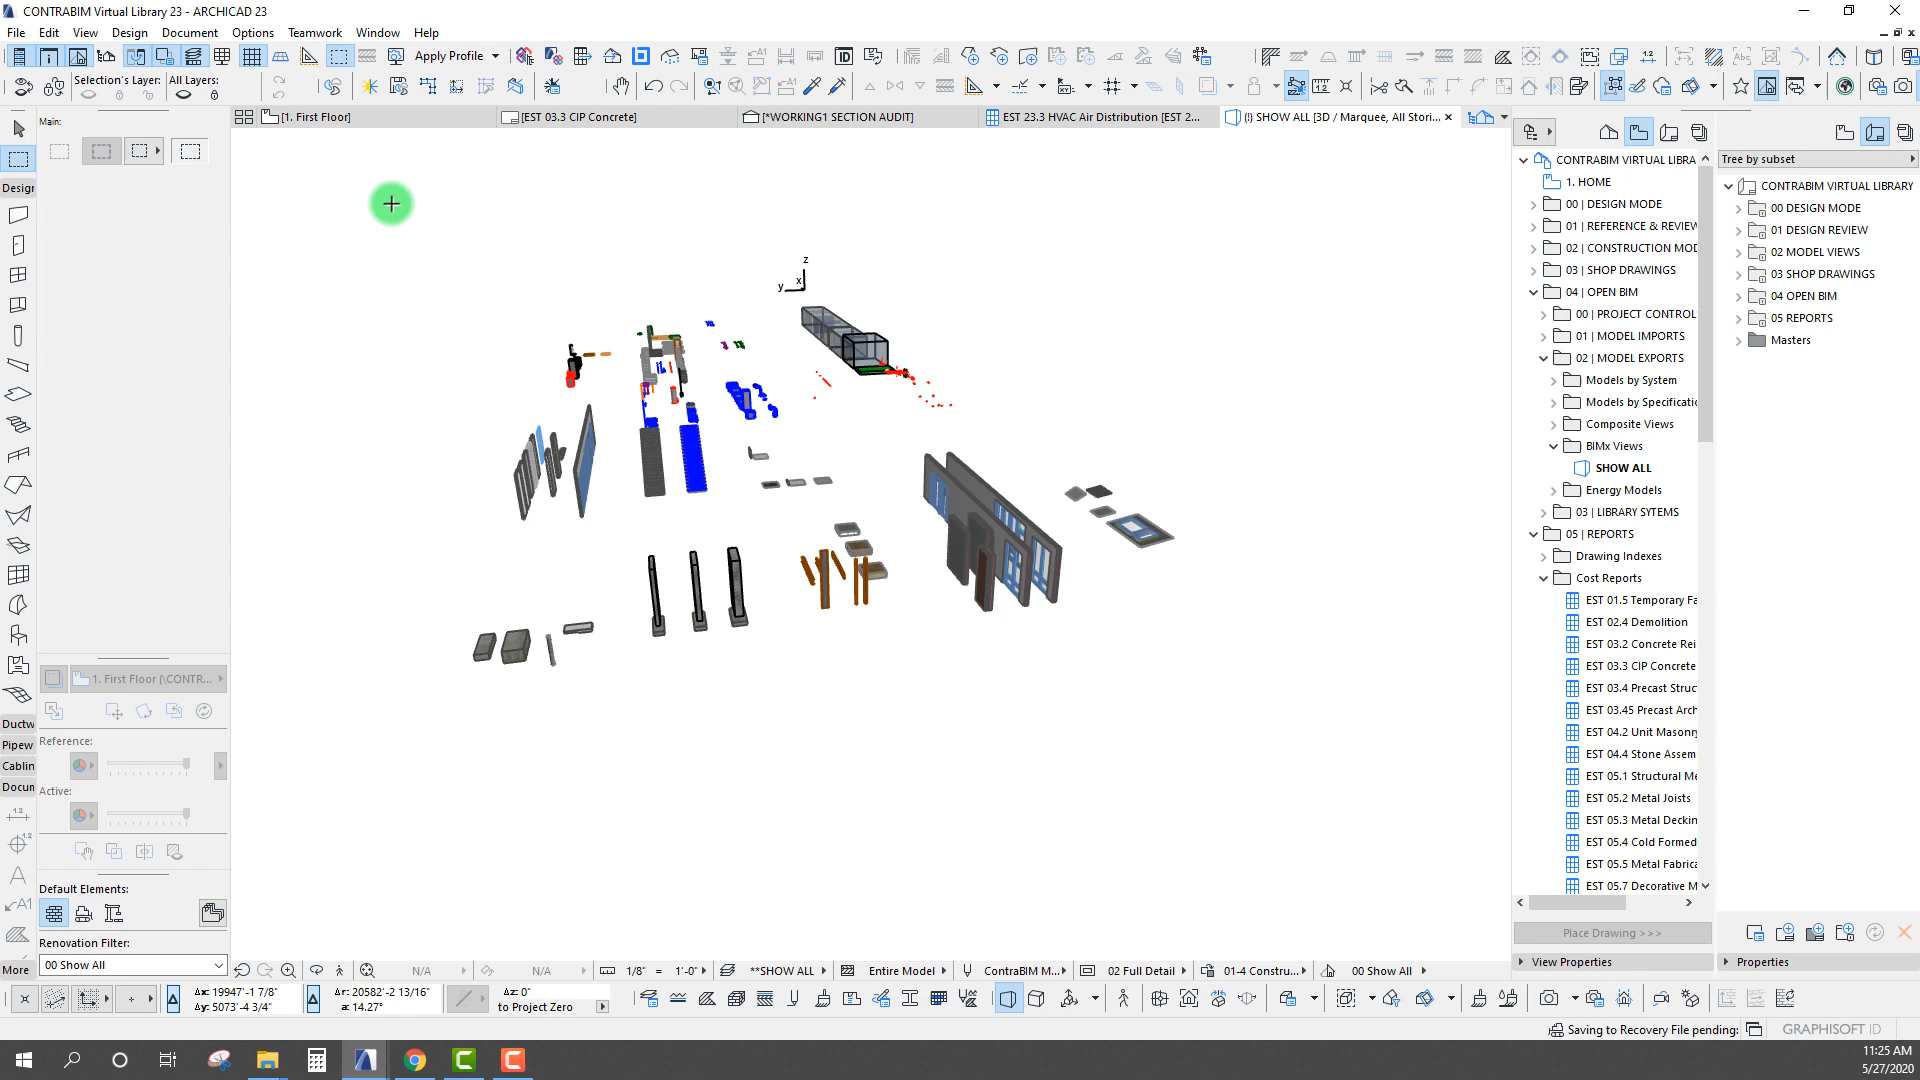 CONTRABIM Virtual Library 23 - ARCHICAD 23
File Edit View Design Document Options Teamwork Window Help
Apply Profile
Selection's Layer: All Layers:
[1. First Floor]
[EST 03.3 CIP Concrete]
[*WORKING1 SECTION AUDIT]
EST 23.3 HVAC Air Distribution [EST 2...
(!) SHOW ALL [3D / Marquee, All Stori...
Main:
Design
z
y x
1. First Floor (\CONTR...
Ductw
Pipew
Cablin
Docun
Reference:
Active:
1.2
Default Elements:
Renovation Filter:
More
00 Show All
CONTRABIM VIRTUAL LIBRA
1. HOME
00 | DESIGN MODE
01 | REFERENCE & REVIEW
02 | CONSTRUCTION MOD
03 | SHOP DRAWINGS
04 | OPEN BIM
00 | PROJECT CONTROL
01 | MODEL IMPORTS
02 | MODEL EXPORTS
Models by System
Models by Specificatio
Composite Views
BIMx Views
SHOW ALL
Energy Models
03 | LIBRARY SYTEMS
05 | REPORTS
Drawing Indexes
Cost Reports
EST 01.5 Temporary Fa
EST 02.4 Demolition
EST 03.2 Concrete Rei
EST 03.3 CIP Concrete
EST 03.4 Precast Struc
EST 03.45 Precast Arch
EST 04.2 Unit Masonry
EST 04.4 Stone Assem
EST 05.1 Structural Me
EST 05.2 Metal Joists
EST 05.3 Metal Deckin
EST 05.4 Cold Formed
EST 05.5 Metal Fabrica
EST 05.7 Decorative M
Place Drawing >>>
View Properties
Tree by subset
CONTRABIM VIRTUAL LIBRARY
00 DESIGN MODE
01 DESIGN REVIEW
02 MODEL VIEWS
03 SHOP DRAWINGS
04 OPEN BIM
05 REPORTS
Masters
Properties
N/A N/A 1/8" = 1'-0" **SHOW ALL Entire Model ContraBIM M... 02 Full Detail 01-4 Constru... 00 Show All
Δx: 19947'-1 7/8" Δr: 20582'-2 13/16" Δz: 0"
Δy: 5073'-4 3/4" a: 14.27° to Project Zero
Saving to Recovery File pending:
GRAPHISOFT ID
11:25 AM
5/27/2020